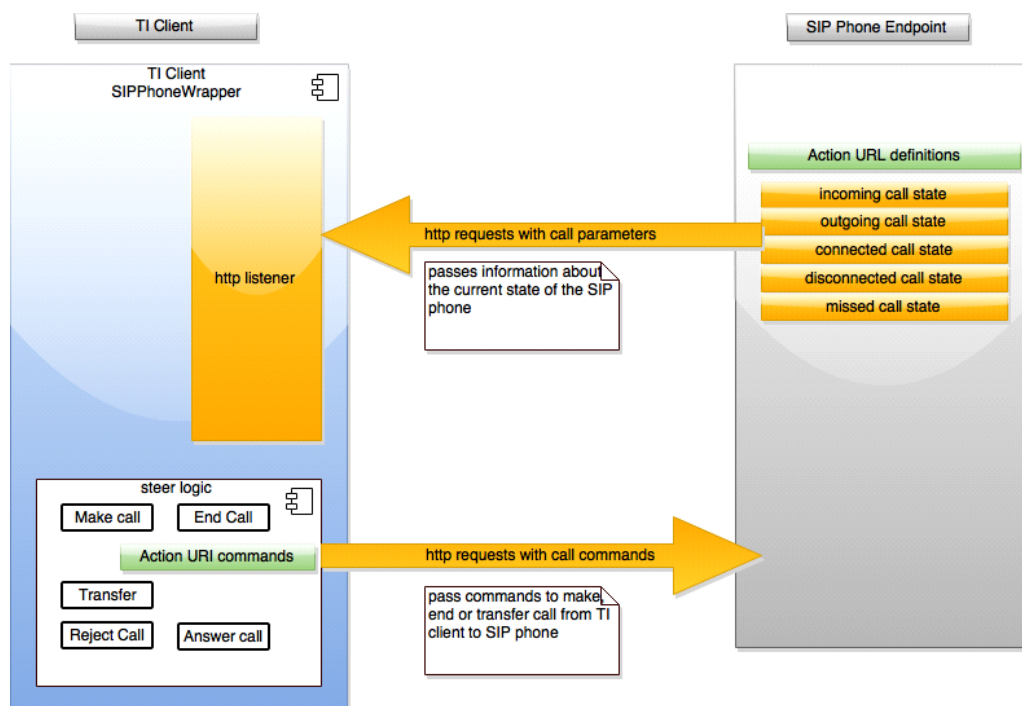 TI Client
SIP Phone Endpoint
TI Client
SIPPhoneWrapper
Action URL definitions
incoming call state
outgoing call state
connected call state
disconnected call state
missed call state
http requests with call parameters
passes information about
the current state of the SIP
phone
http listener
steer logic
Make call
End Call
Action URI commands
Transfer
Reject Call
Answer call
http requests with call commands
pass commands to make,
end or transfer call from TI
client to SIP phone